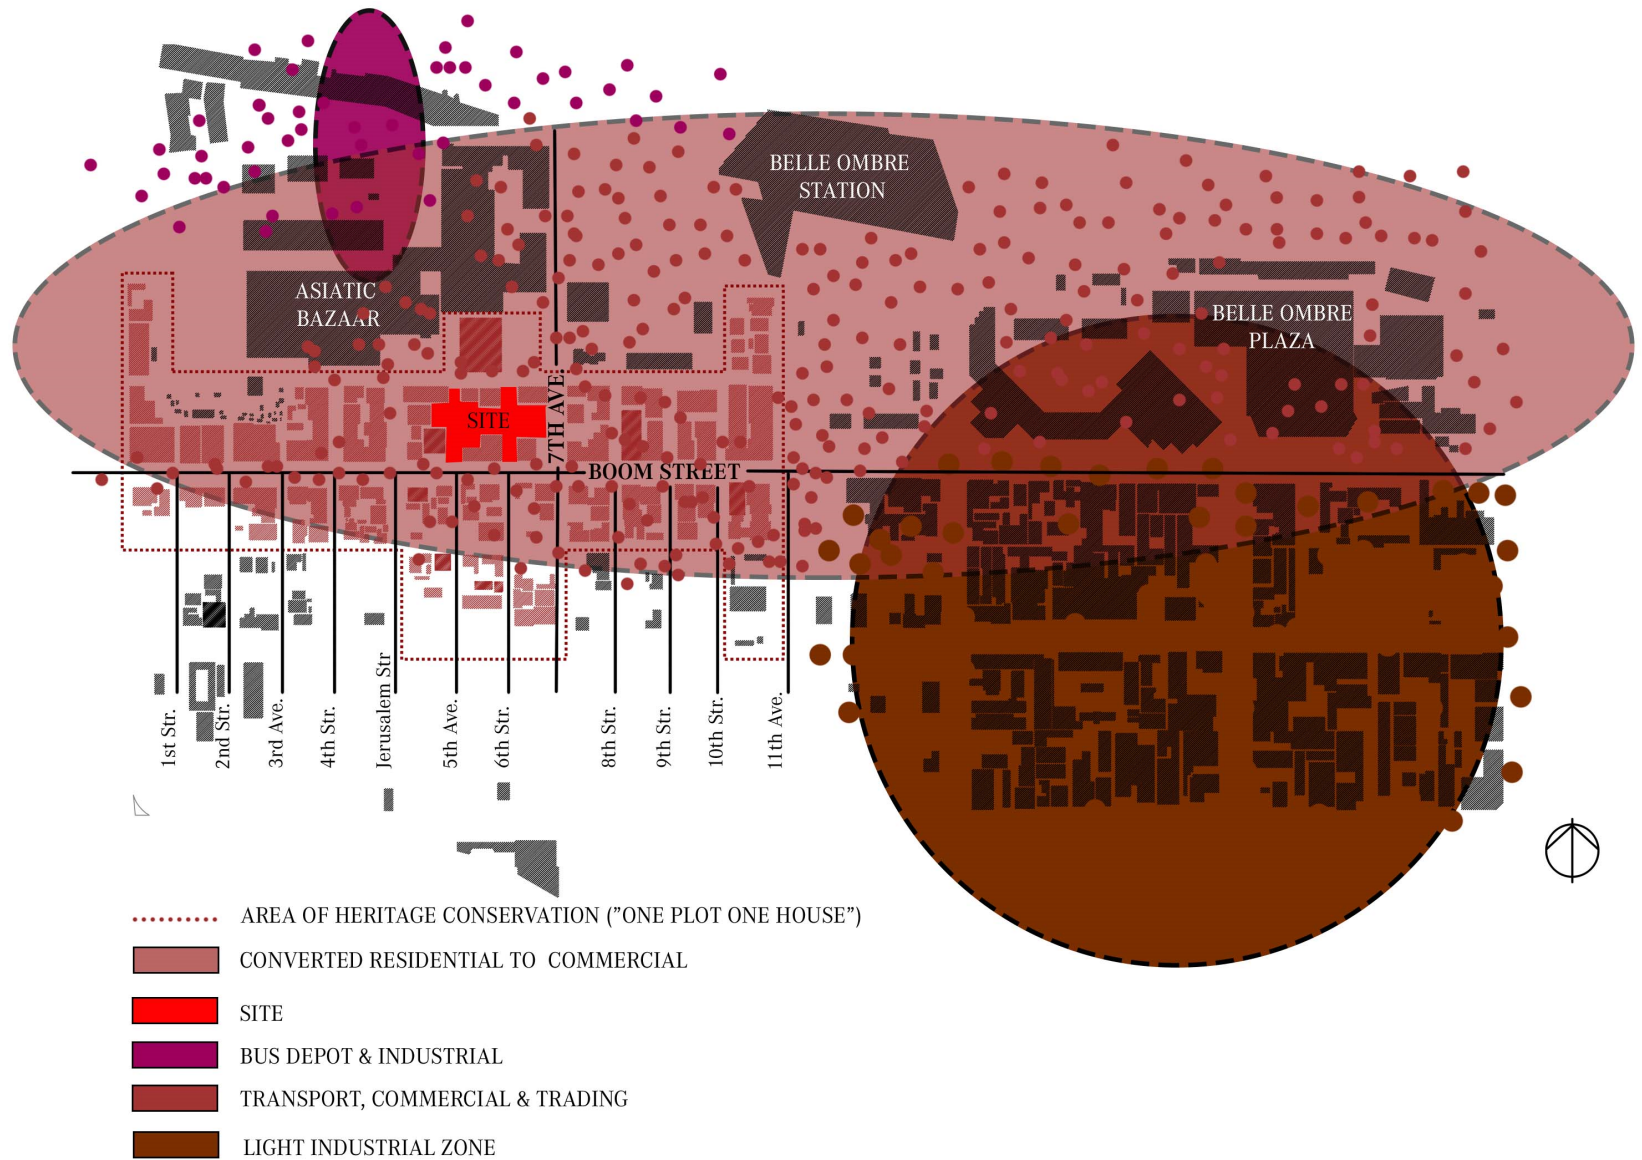 BELLE OMBRE
STATION
ASIATIC
BAZAAR
BELLE OMBRE
PLAZA
SITE
7TH AVE.
BOOM STREET
1st Str.
2nd Str.
3rd Ave.
4th Str.
Jerusalem Str
5th Ave.
6th Str.
8th Str.
9th Str.
10th Str.
11th Ave.
AREA OF HERITAGE CONSERVATION ("ONE PLOT ONE HOUSE")
CONVERTED RESIDENTIAL TO COMMERCIAL
SITE
BUS DEPOT & INDUSTRIAL
TRANSPORT, COMMERCIAL & TRADING
LIGHT INDUSTRIAL ZONE